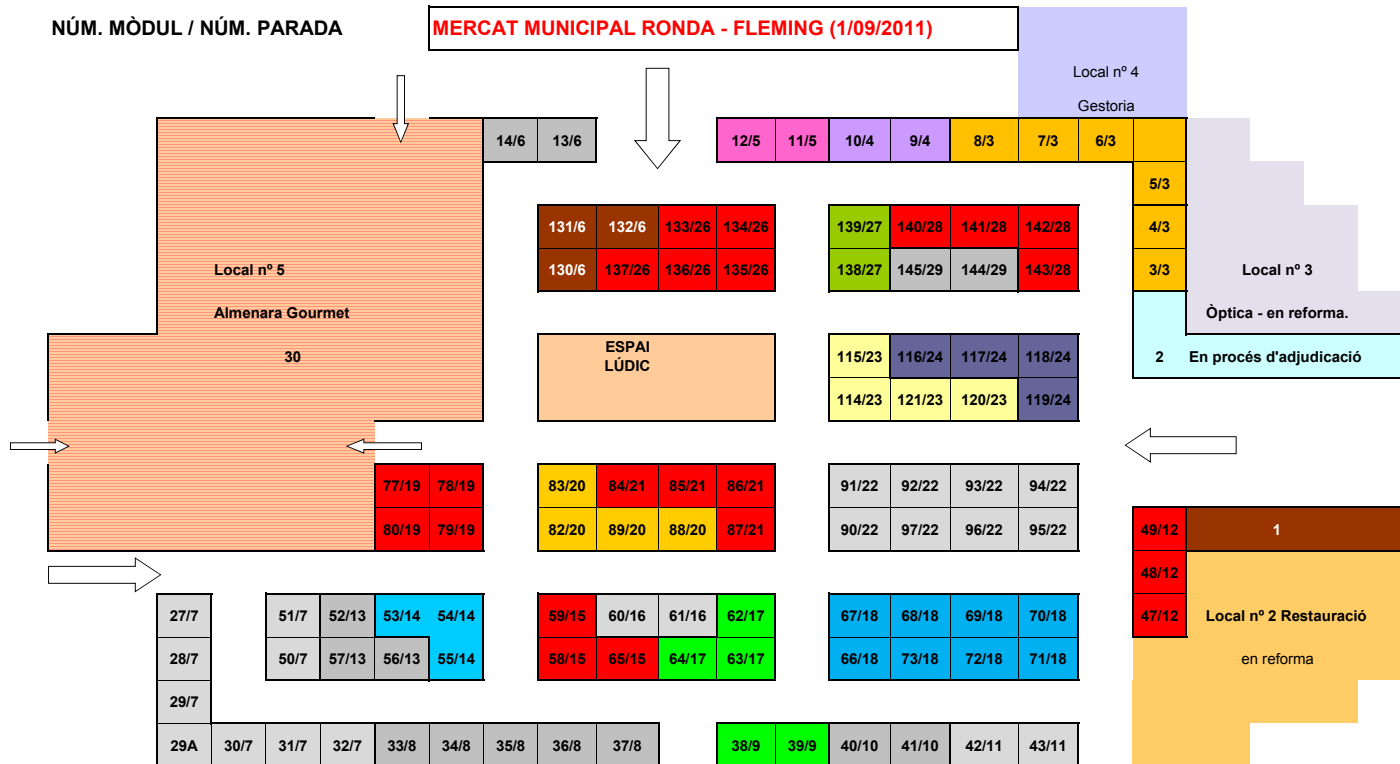 NÚM. MÒDUL / NÚM. PARADA
MERCAT MUNICIPAL RONDA - FLEMING (1/09/2011)
Local nº 4
Gestoria
14/6 13/6 12/5 11/5 10/4 9/4 8/3 7/3 6/3
5/3
131/6 132/6 133/26 134/26 139/27 140/28 141/28 142/28 4/3
Local nº 5 130/6 137/26 136/26 135/26 138/27 145/29 144/29 143/28 3/3 Local nº 3
Almenara Gourmet Òptica - en reforma.
30 ESPAI 115/23 116/24 117/24 118/24 2 En procés d'adjudicació
LÚDIC
114/23 121/23 120/23 119/24
77/19 78/19 83/20 84/21 85/21 86/21 91/22 92/22 93/22 94/22
80/19 79/19 82/20 89/20 88/20 87/21 90/22 97/22 96/22 95/22 49/12 1
48/12
27/7 51/7 52/13 53/14 54/14 59/15 60/16 61/16 62/17 67/18 68/18 69/18 70/18 47/12 Local nº 2 Restauració
28/7 50/7 57/13 56/13 55/14 58/15 65/15 64/17 63/17 66/18 73/18 72/18 71/18 en reforma
29/7
29A 30/7 31/7 32/7 33/8 34/8 35/8 36/8 37/8 38/9 39/9 40/10 41/10 42/11 43/11